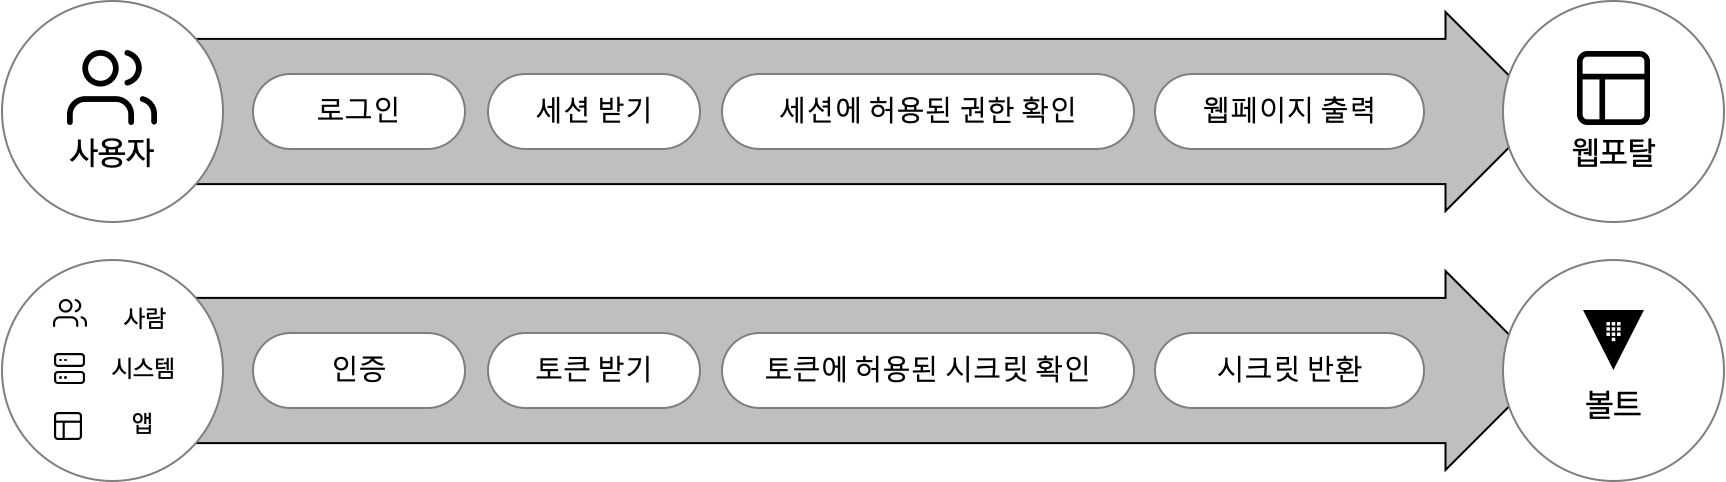 사용자
로그인
세션 받기
세션에 허용된 권한 확인
웹페이지 출력
웹포탈
사람
시스템
앱
인증
토큰 받기
토큰에 허용된 시크릿 확인
시크릿 반환
볼트